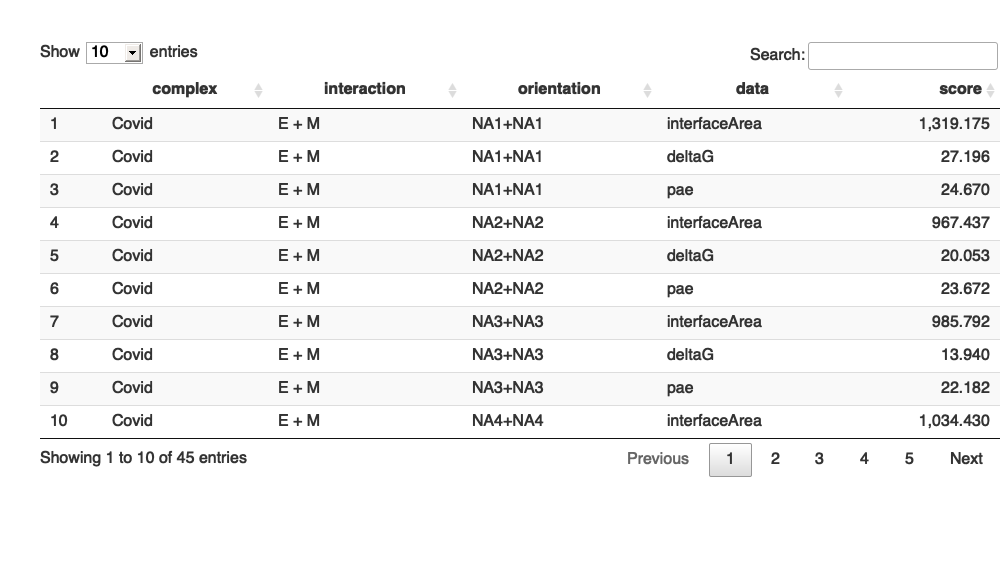 Show 10 entries Search:
complex interaction orientation data score
1 Covid E + M NA1+NA1 interfaceArea 1,319.175
2 Covid E + M NA1+NA1 deltaG 27.196
3 Covid E + M NA1+NA1 pae 24.670
4 Covid E + M NA2+NA2 interfaceArea 967.437
5 Covid E + M NA2+NA2 deltaG 20.053
6 Covid E + M NA2+NA2 pae 23.672
7 Covid E + M NA3+NA3 interfaceArea 985.792
8 Covid E + M NA3+NA3 deltaG 13.940
9 Covid E + M NA3+NA3 pae 22.182
10 Covid E + M NA4+NA4 interfaceArea 1,034.430
Showing 1 to 10 of 45 entries Previous 1 2 3 4 5 Next